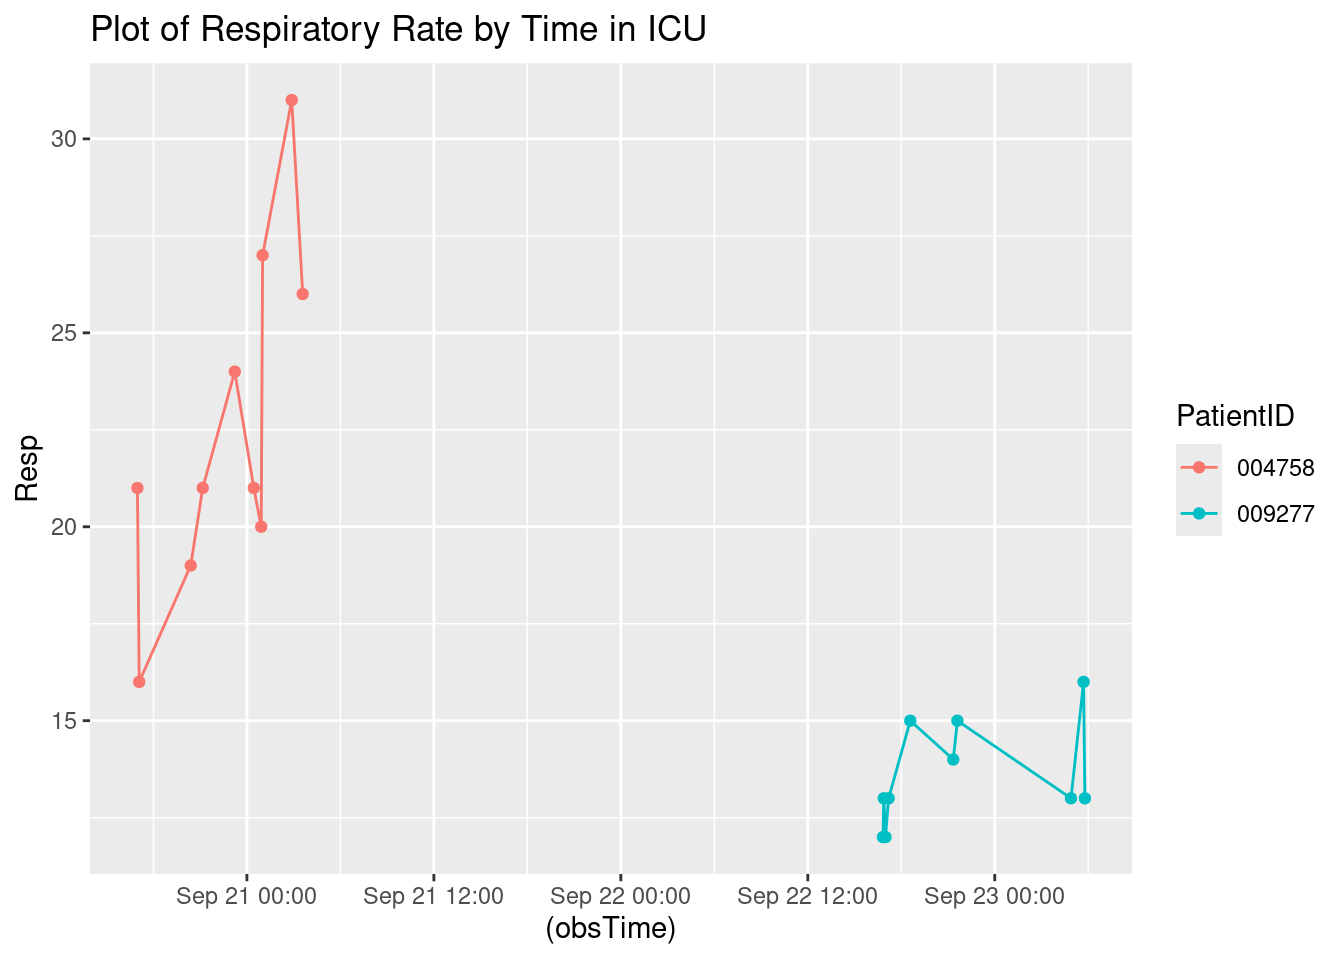 Plot of Respiratory Rate by Time in ICU
30
25
20
15
Resp
Sep 21 00:00 Sep 21 12:00 Sep 22 00:00 Sep 22 12:00 Sep 23 00:00
(obsTime)
PatientID
004758
009277